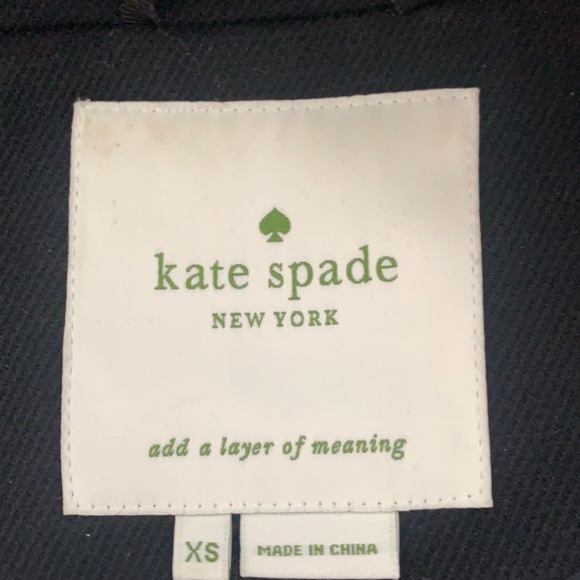 kate spade
NEW YORK
add a layer of meaning
XS
MADE IN CHINA